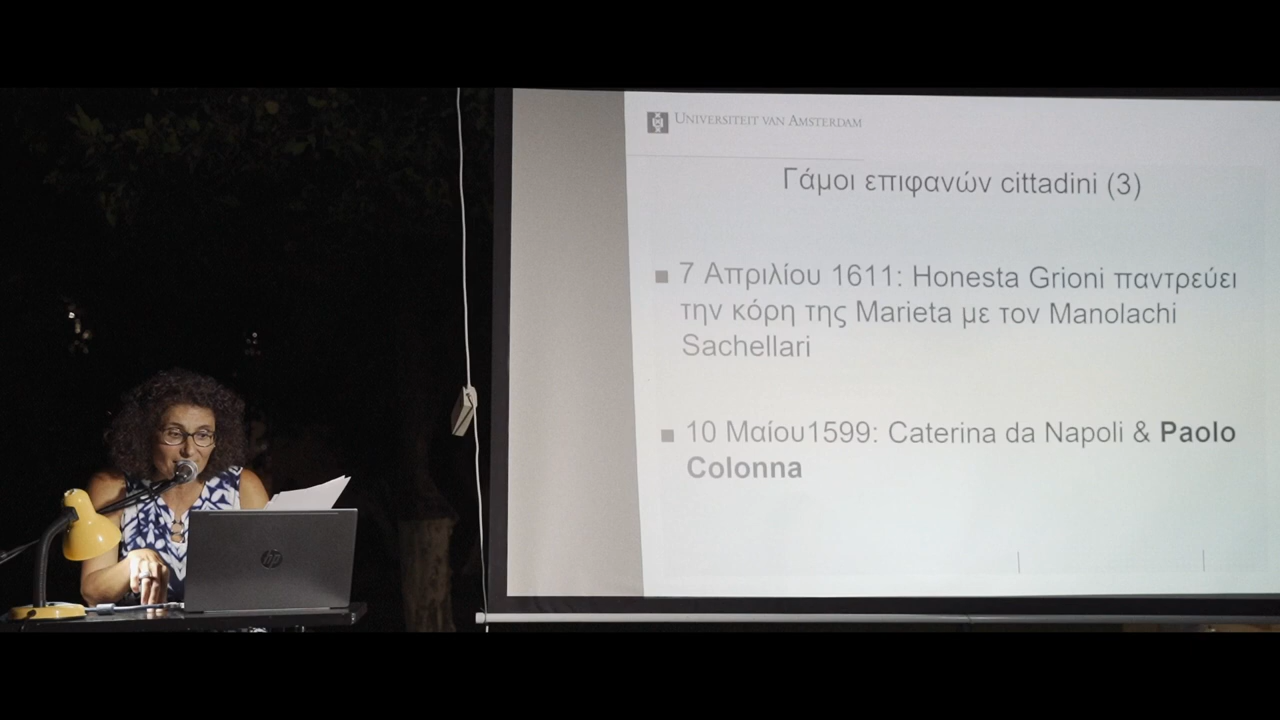 UNIVERSITEIT VAN AMSTERDAM
Γάμοι επιφανών cittadini (3)
7 Απριλίου 1611: Honesta Grioni παντρεύει
την κόρη της Marieta με τον Manolachi
Sachellari
10 Μαίου1599: Caterina da Napoli & Paolo
Colonna
hp